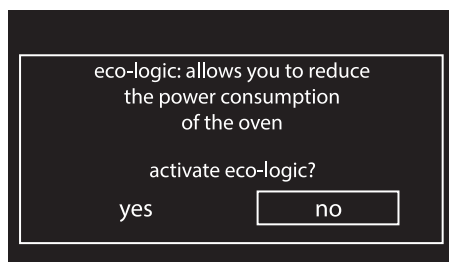 eco-logic: allows you to reduce
the power consumption
of the oven
activate eco-logic?
yes no